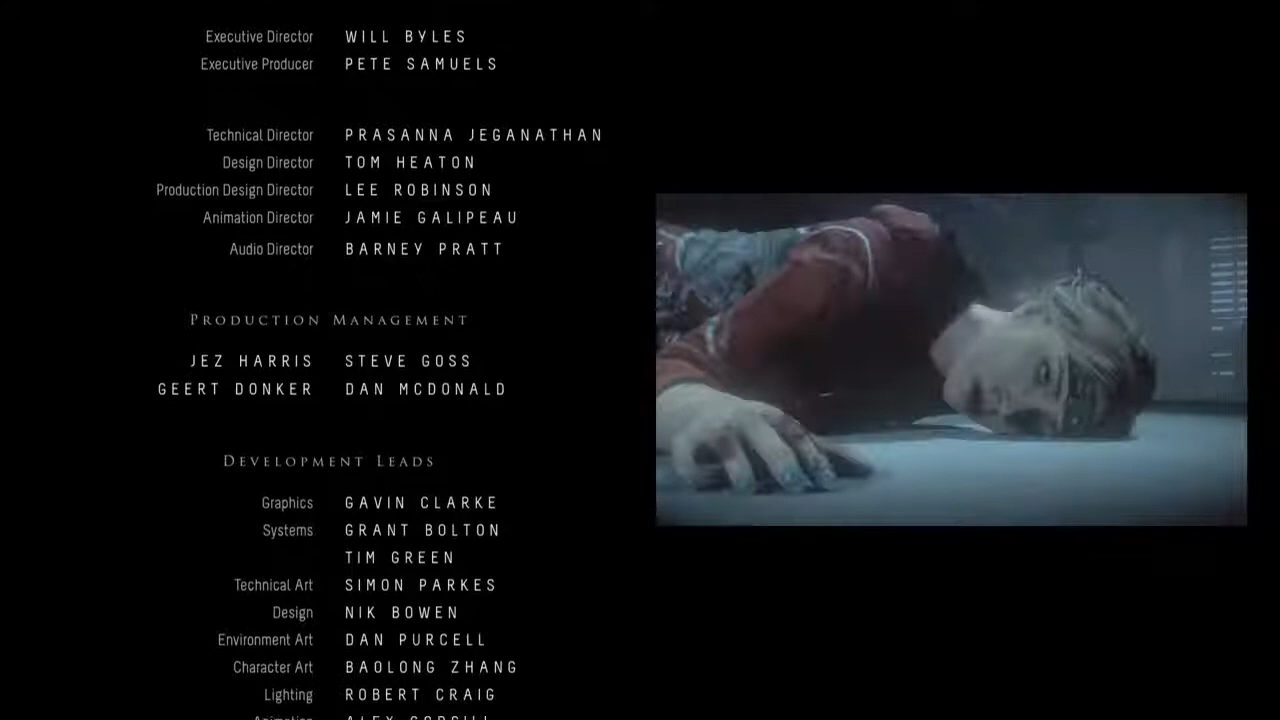 Executive Director WILL BYLES
Executive Producer PETE SAMUELS
Technical Director PRASANNA JEGANATHAN
Design Director TOM HEATON
Production Design Director LEE ROBINSON
Animation Director JAMIE GALIPEAU
Audio Director BARNEY PRATT
PRODUCTION MANAGEMENT
JEZ HARRIS STEVE GOSS
GEERT DONKER DAN MCDONALD
DEVELOPMENT LEADS
Graphics GAVIN CLARKE
Systems GRANT BOLTON
TIM GREEN
Technical Art SIMON PARKES
Design NIK BOWEN
Environment Art DAN PURCELL
Character Art BAOLONG ZHANG
Lighting ROBERT CRAIG
ALEX